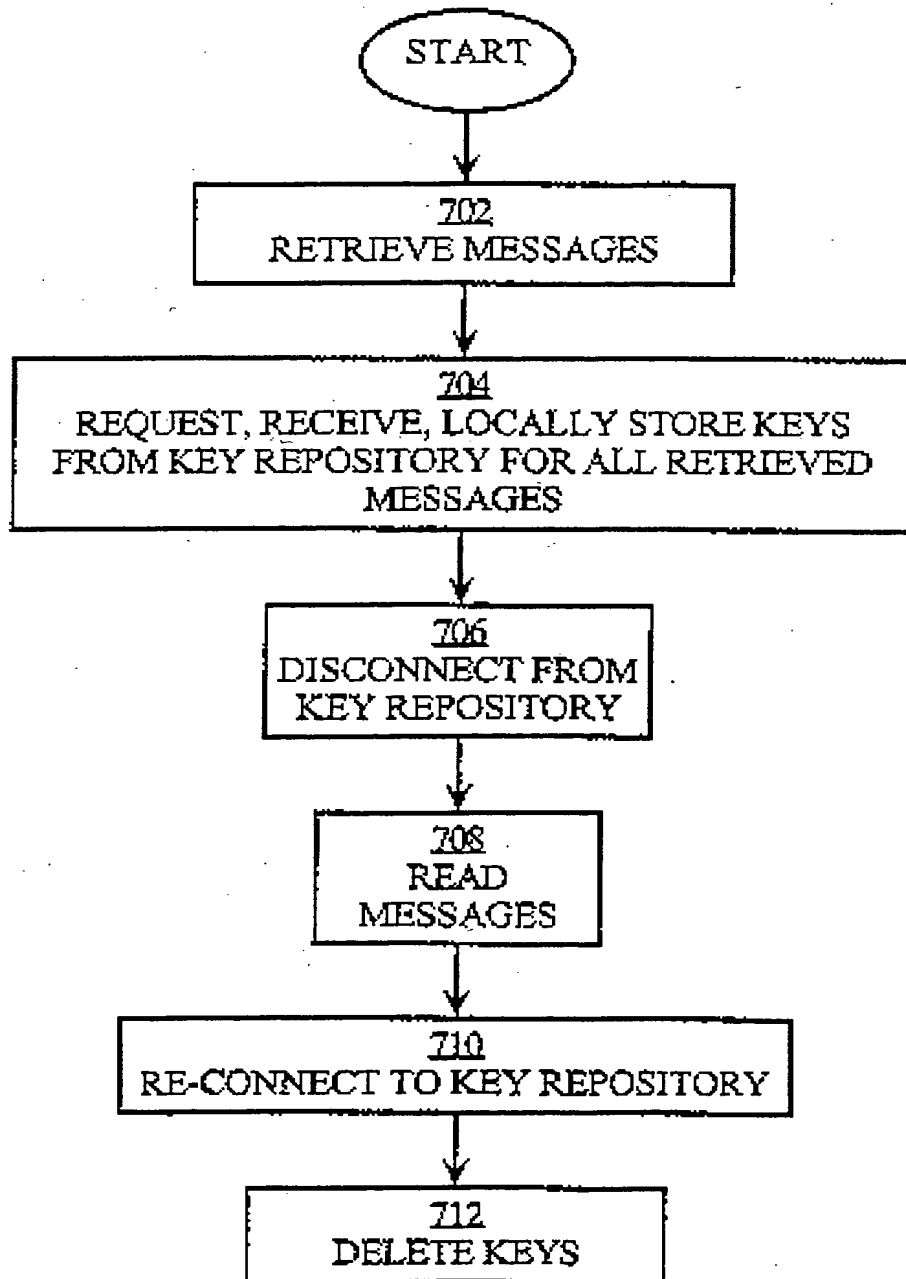 START
702
RETRIEVE MESSAGES
704
REQUEST, RECEIVE, LOCALLY STORE KEYS
FROM KEY REPOSITORY FOR ALL RETRIEVED
MESSAGES
706
DISCONNECT FROM
KEY REPOSITORY
708
READ
MESSAGES
710
RE-CONNECT TO KEY REPOSITORY
712
DELETE KEYS